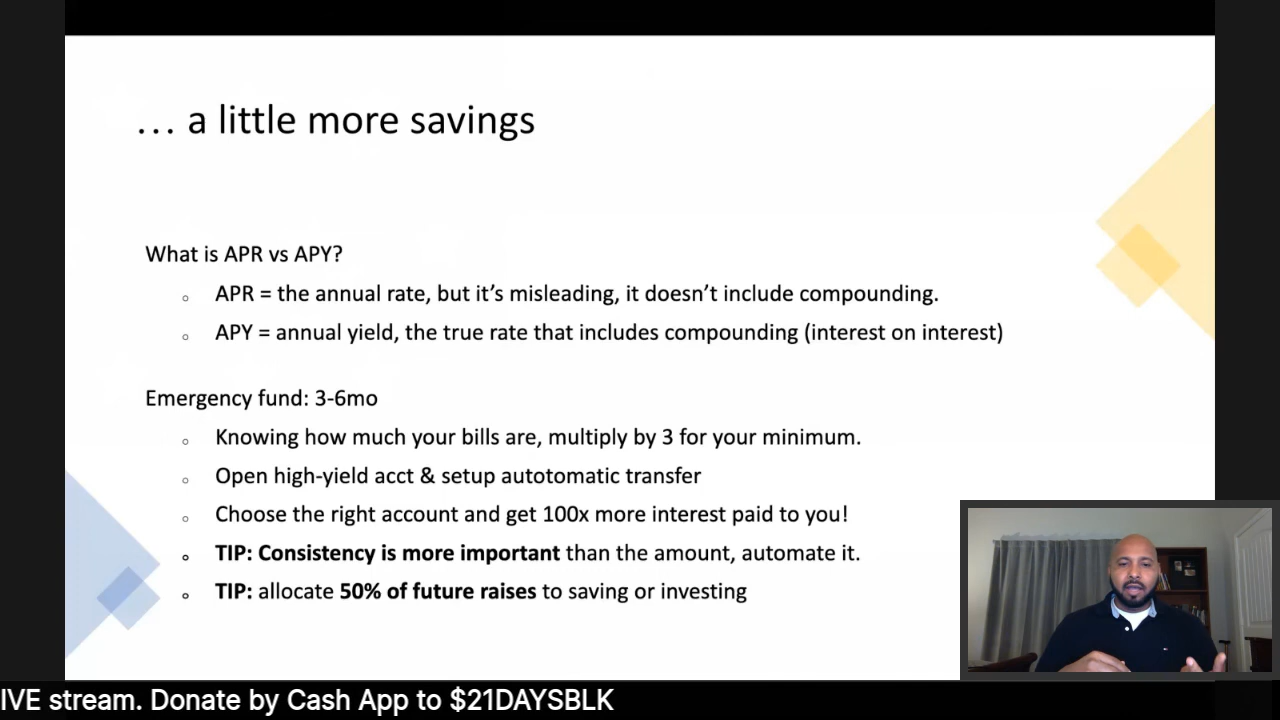 ... a little more savings
What is APR vs APY?
APR = the annual rate, but it's misleading, it doesn't include compounding.
APY = annual yield, the true rate that includes compounding (interest on interest)
Emergency fund: 3-6mo
Knowing how much your bills are, multiply by 3 for your minimum.
Open high-yield acct & setup autotomatic transfer
Choose the right account and get 100x more interest paid to you!
TIP: Consistency is more important than the amount, automate it.
TIP: allocate 50% of future raises to saving or investing
IVE stream. Donate by Cash App to $21DAYSBLK